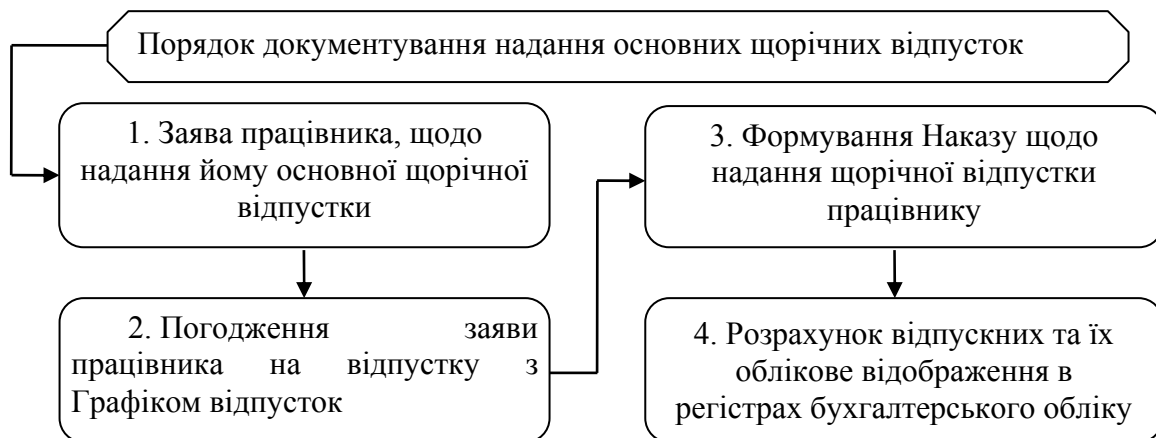 Порядок документування надання основних щорічних відпусток
1. Заява працівника, щодо
надання йому основної щорічної
відпустки
2. Погодження заяви
працівника на відпустку з
Графіком відпусток
3. Формування Наказу щодо
надання щорічної відпустки
працівнику
4. Розрахунок відпускних та їх
облікове відображення в
регістрах бухгалтерського обліку